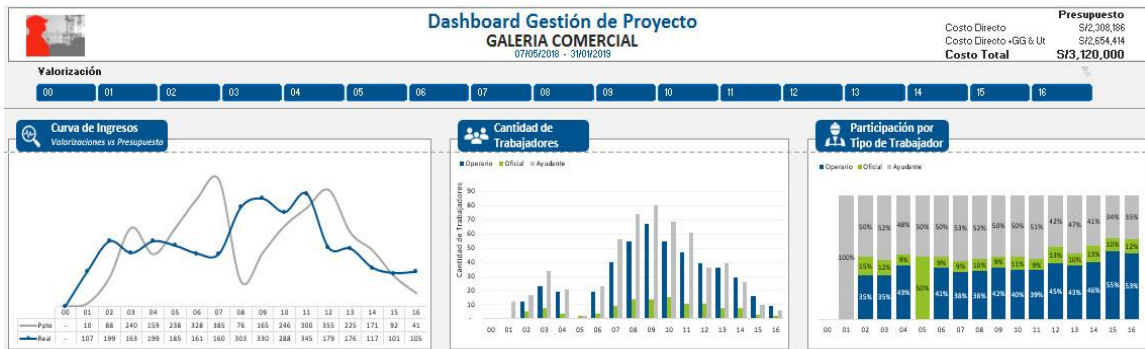 Dashboard Gestión de Proyecto
GALERIA COMERCIAL
07/05/2018 - 31/01/2019
Presupuesto
Costo Directo S/2,308,186
Costo Directo +GG & Ut S/2,654,414
Costo Total S/3,120,000
Valorización
00 01 02 03 04 05 06 07 08 09 10 11 12 13 14 15 16
Curva de Ingresos
Valorizaciones vs Presupuesto
00 01 02 03 04 05 06 07 08 09 10 11 12 13 14 15 16
Ppto - 10 88 240 159 238 328 385 76 165 246 300 355 225 171 92 41
Real - 107 199 163 199 185 161 160 303 330 288 345 179 176 117 101 105
Cantidad de
Trabajadores
Operario Oficial Ayudante
Cantidad de Trabajadores
90
80
70
60
50
40
30
20
10
-
00 01 02 03 04 05 06 07 08 09 10 11 12 13 14 15 16
Participación por
Tipo de Trabajador
Operario Oficial Ayudante
100% 50% 52% 48% 50% 50% 53% 52% 50% 50% 51% 42% 47% 41% 34% 35%
15% 12% 9% 50% 9% 9% 10% 9% 11% 9% 13% 10% 13% 10% 12%
35% 35% 43% 41% 38% 38% 42% 40% 39% 45% 43% 46% 55% 53%
00 01 02 03 04 05 06 07 08 09 10 11 12 13 14 15 16